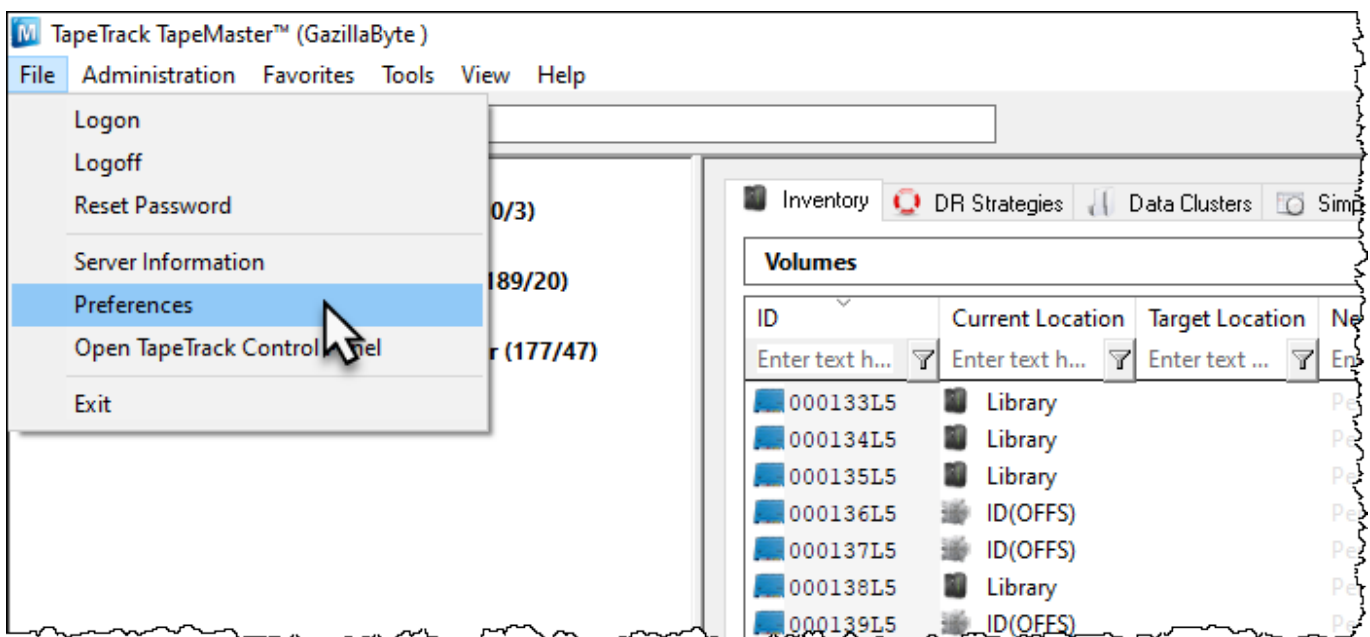 TapeTrack TapeMaster™ (GazillaByte )
File Administration Favorites Tools View Help
Logon
Logoff
Reset Password
Server Information
Preferences
Open TapeTrack Control
Exit
0/3)
189/20)
r (177/47)
Inventory DR Strategies Data Clusters
Volumes
ID Current Location Target Location
Enter text h... Enter text h... Enter text ...
000133L5 Library
000134L5 Library
000135L5 Library
000136L5 ID(OFFS)
000137L5 ID(OFFS)
000138L5 Library
000139L5 ID(OFFS)